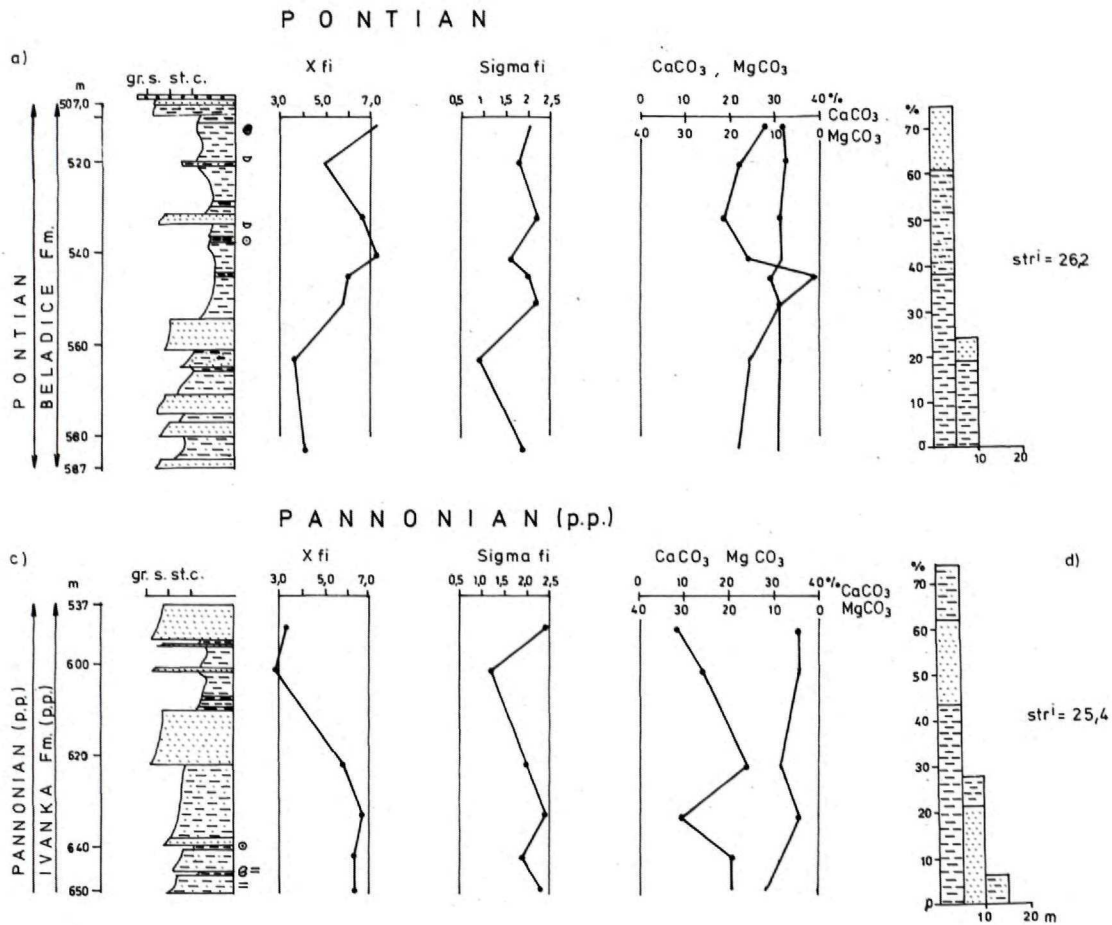 PONTIAN
a)
m
gr. s. st. c.
X fi
3,0 5,0 7,0
Sigma fi
0,5 1 1,5 2 2,5
CaCO3 , MgCO3
0 10 20 30 40 %
CaCO3
40 30 20 10 0
MgCO3
507,0
520
540
560
580
587
PONTIAN
BELADICE Fm.
%
70
60
50
40
30
20
10
0
10 20
m
stri = 26,2
PANNONIAN (p.p.)
c)
m
gr. s. st. c.
X fi
3,0 5,0 7,0
Sigma fi
0,5 1,0 1,5 2,0 2,5
CaCO3 MgCO3
0 10 20 30 40 %
CaCO3
40 30 20 10 0
MgCO3
d)
537
600
620
640
650
PANNONIAN (p.p.)
IVANKA Fm. (p.p.)
%
70
60
50
40
30
20
10
10 20 m
stri = 25,4